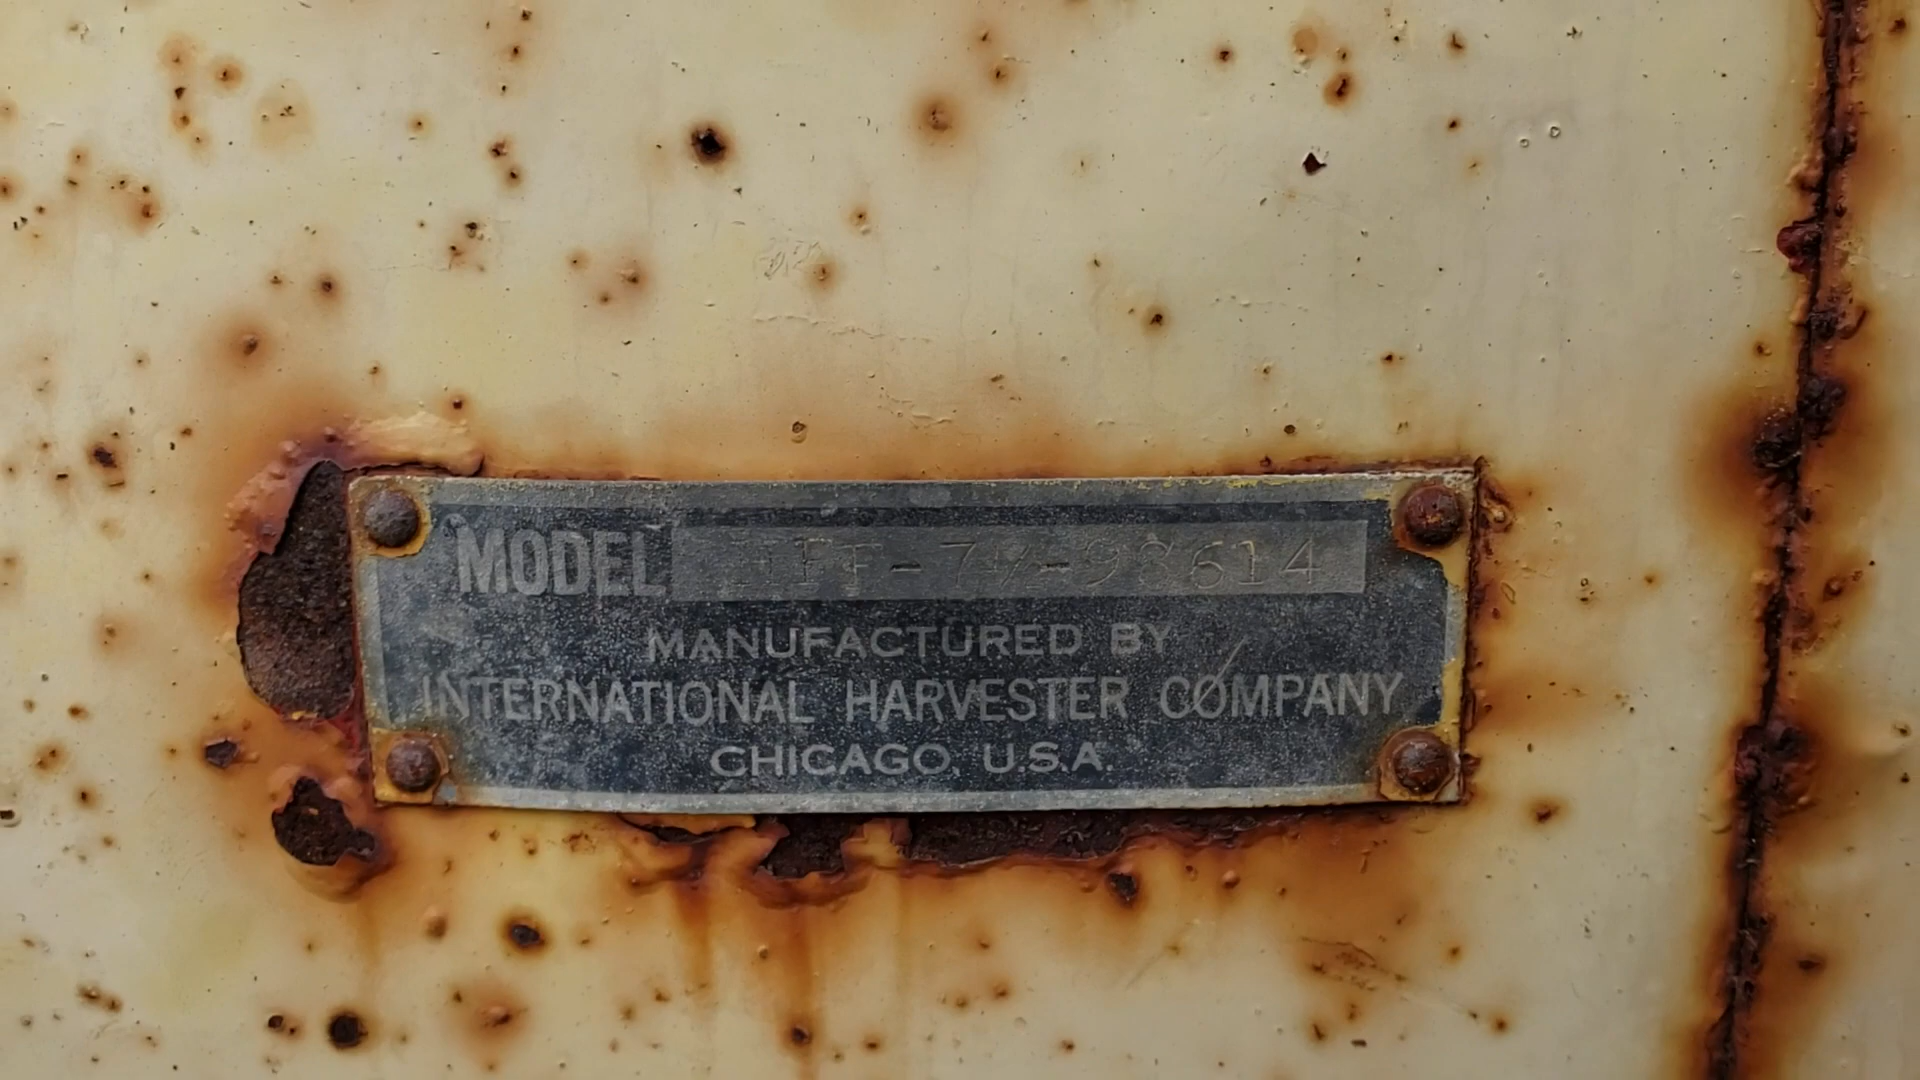 MODEL
MANUFACTURED BY
INTERNATIONAL HARVESTER COMPANY
CHICAGO, U.S.A.